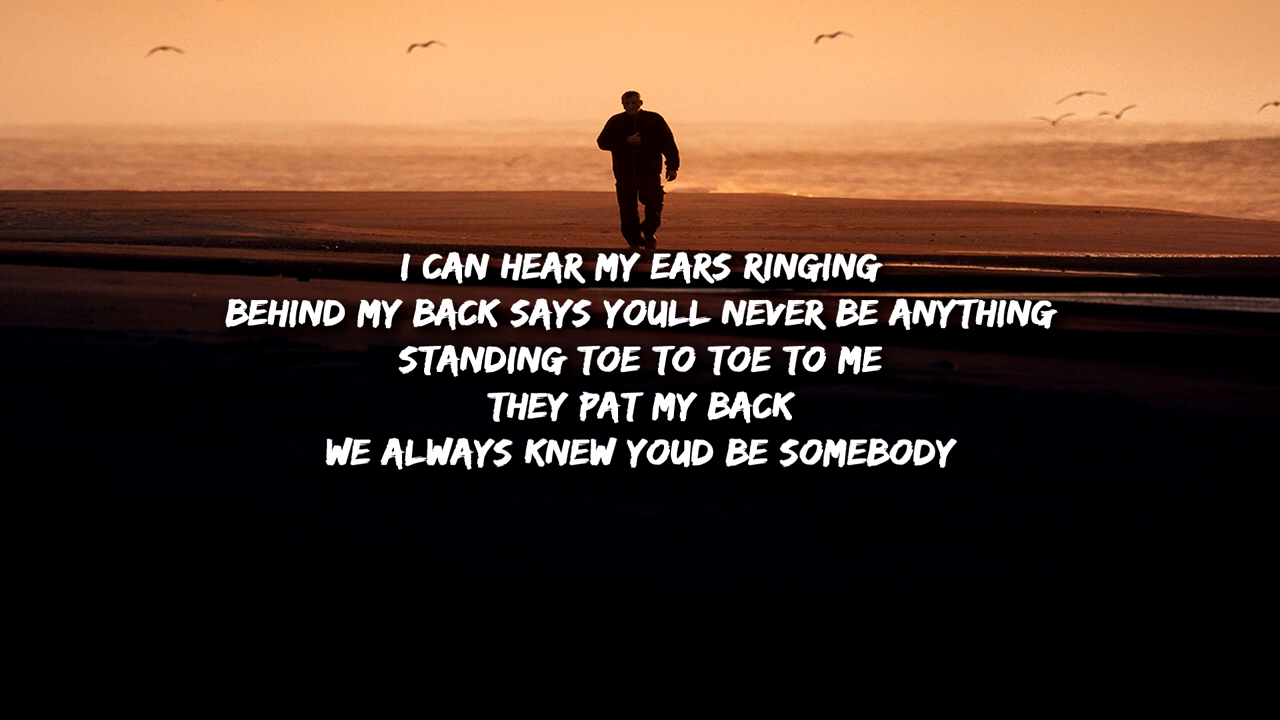 I CAN HEAR MY EARS RINGING
BEHIND MY BACK SAYS YOULL NEVER BE ANYTHING
STANDING TOE TO TOE TO ME
THEY PAT MY BACK
WE ALWAYS KNEW YOUD BE SOMEBODY